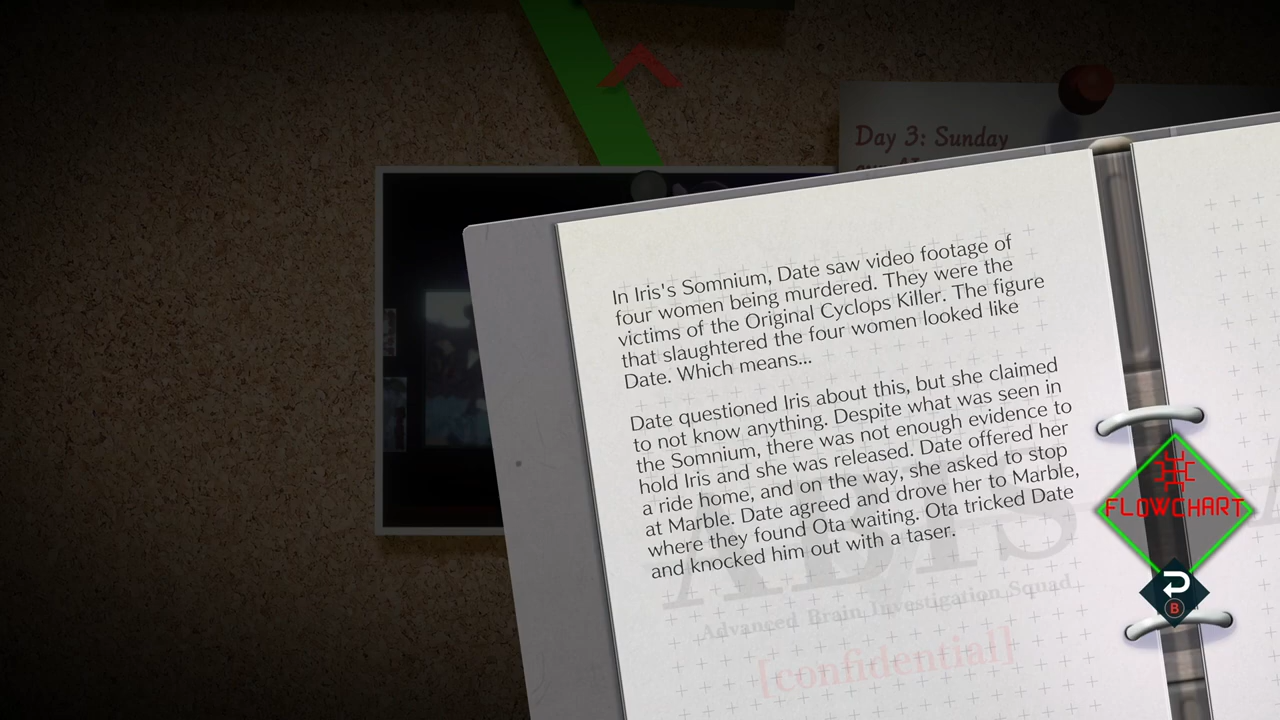 Day 3: Sunday
In Iris's Somnium, Date saw video footage of
four women being murdered. They were the
victims of the Original Cyclops Killer. The figure
that slaughtered the four women looked like
Date. Which means...
Date questioned Iris about this, but she claimed
to not know anything. Despite what was seen in
the Somnium, there was not enough evidence to
hold Iris and she was released. Date offered her
a ride home, and on the way, she asked to stop
at Marble. Date agreed and drove her to Marble,
where they found Ota waiting. Ota tricked Date
and knocked him out with a taser.
ABIS
Advanced Brain Investigation Squad
[confidential]
FLOWCHART
B